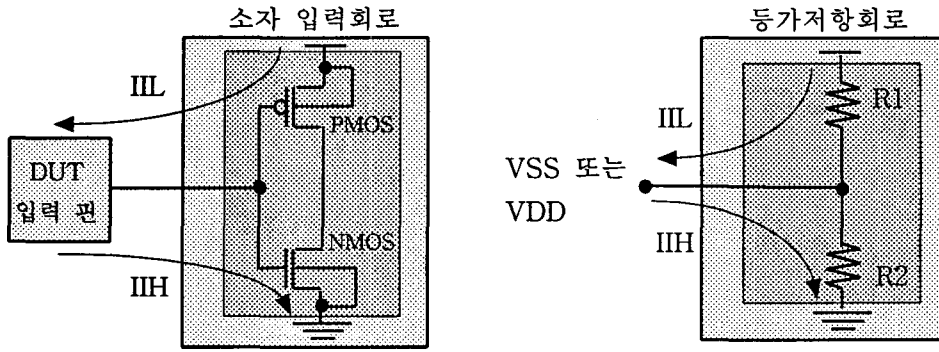 소자 입력회로
IIL
PMOS
DUT
입력 핀
NMOS
IIH
등가저항회로
R1
IIL
VSS 또는
VDD
IIH
R2